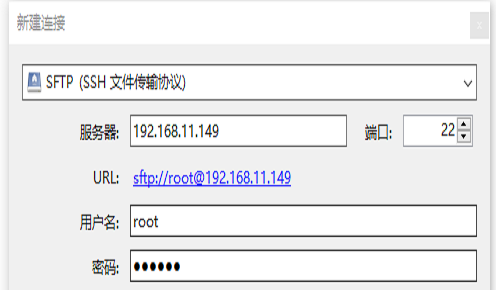 新建连接
SFTP (SSH 文件传输协议)
服务器: 192.168.11.149 端口: 22
URL: sftp://root@192.168.11.149
用户名: root
密码: ●●●●●●